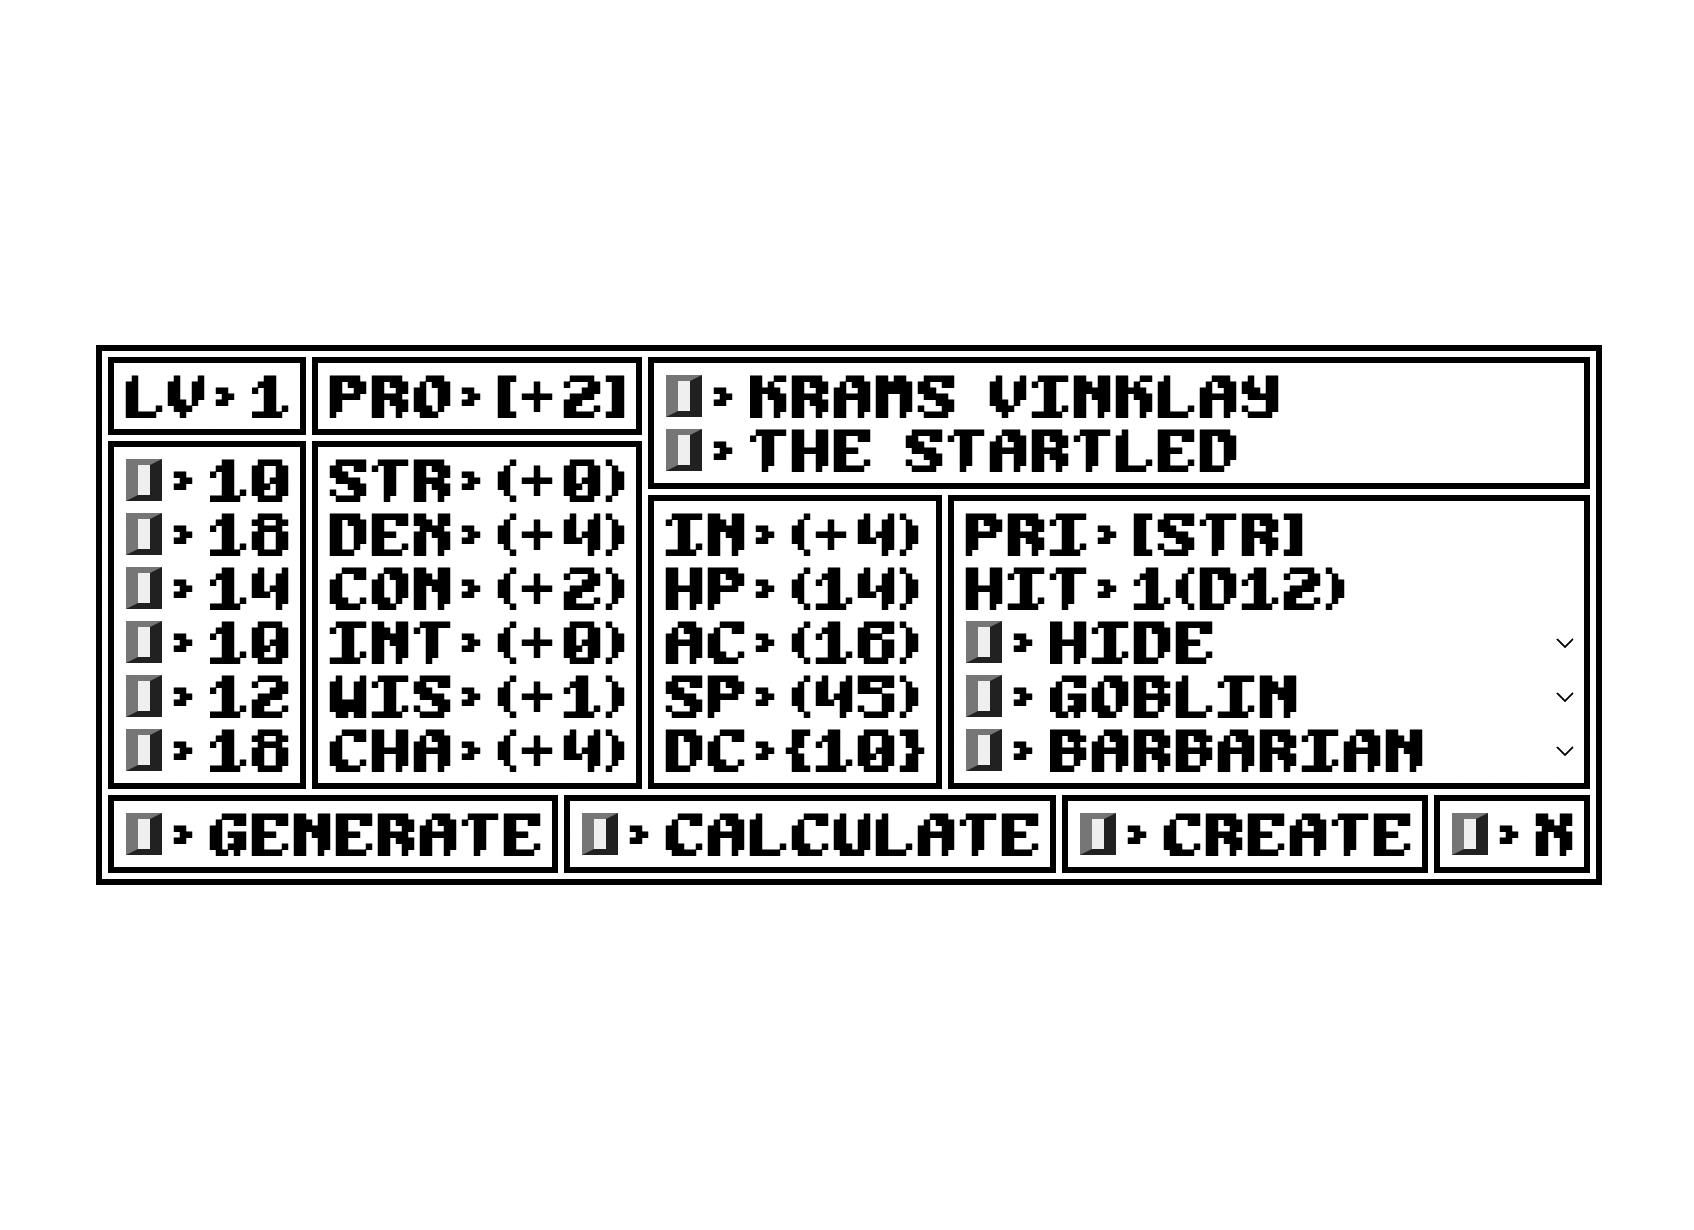 LV>1
PRO>[+2]
>KRAMS VINKLAY
>THE STARTLED
>10 STR>(+0)
>18 DEX>(+4)
>14 CON>(+2)
>10 INT>(+0)
>12 WIS>(+1)
>18 CHA>(+4)
IN>(+4)
HP>(14)
AC>(16)
SP>(45)
DC>{10}
PRI>[STR]
HIT>1(D12)
>HIDE
>GOBLIN
>BARBARIAN
>GENERATE
>CALCULATE
>CREATE
>X